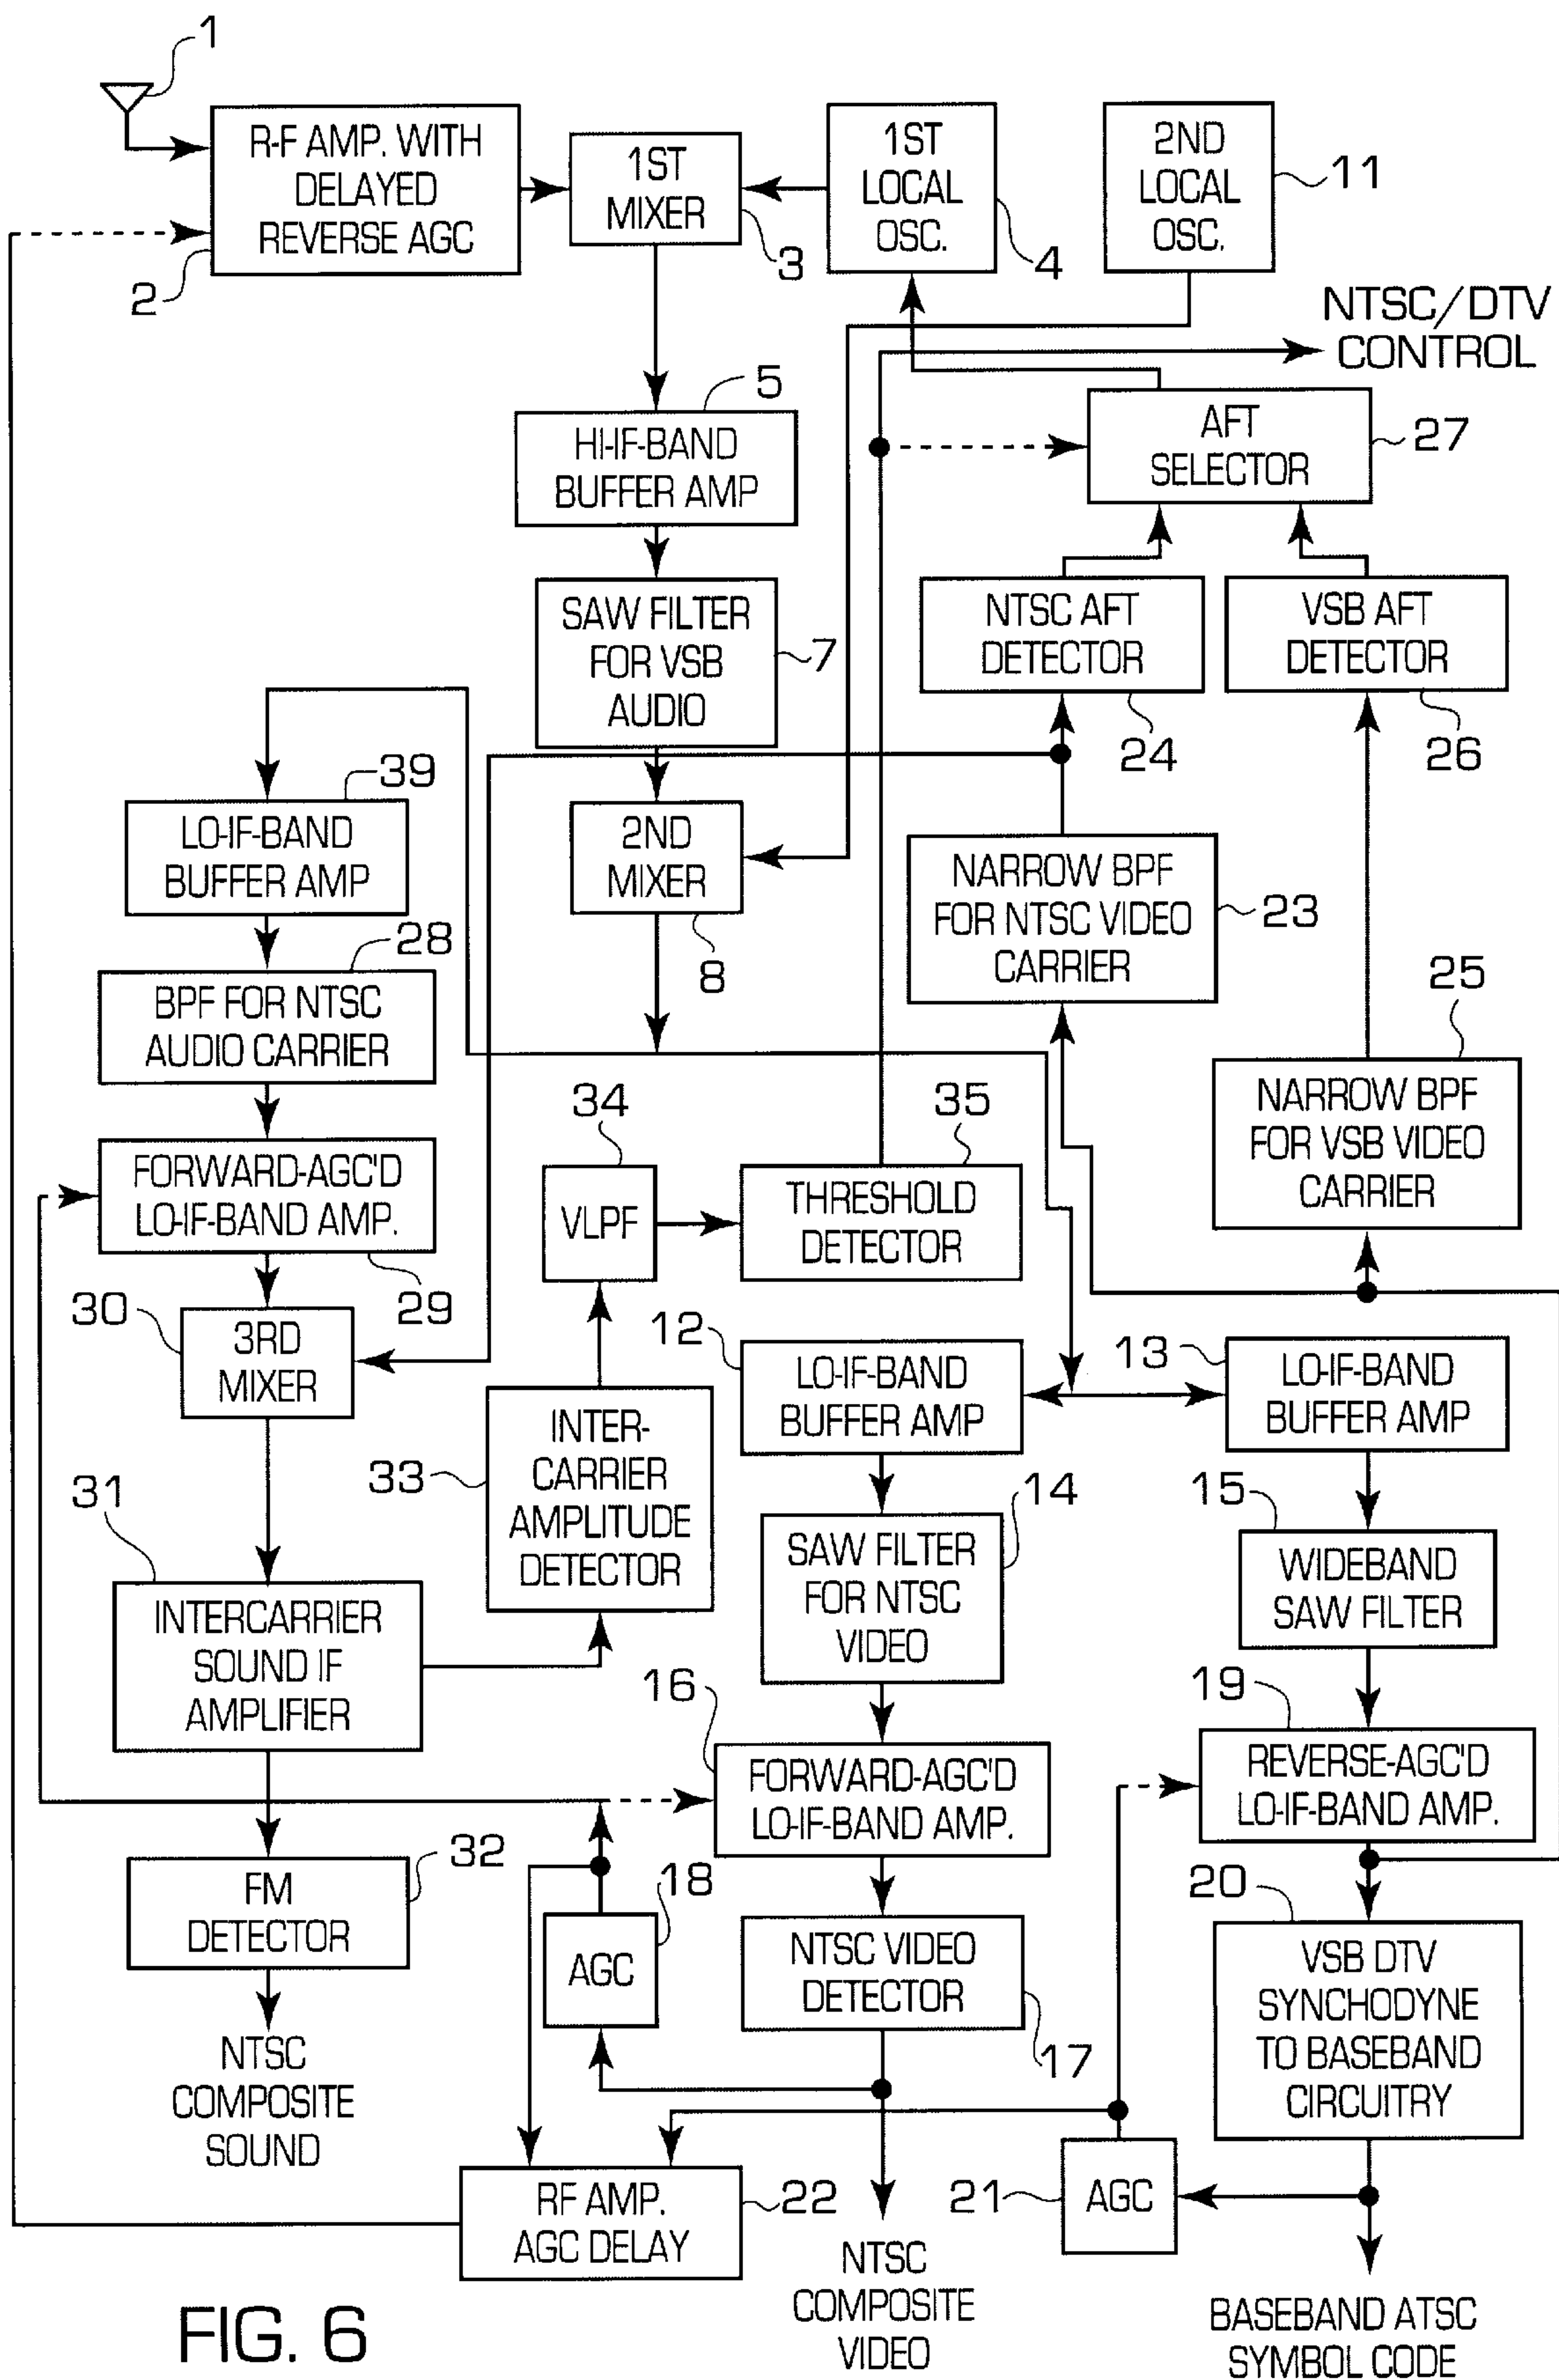 1
R-F AMP. WITH
DELAYED
REVERSE AGC
2
1ST
MIXER
3
1ST
LOCAL
OSC.
4
2ND
LOCAL
OSC.
11
NTSC/DTV
CONTROL
5
HI-IF-BAND
BUFFER AMP
AFT
SELECTOR
27
SAW FILTER
FOR VSB
AUDIO
7
NTSC AFT
DETECTOR
24
VSB AFT
DETECTOR
26
39
LO-IF-BAND
BUFFER AMP
2ND
MIXER
8
NARROW BPF
FOR NTSC VIDEO
CARRIER
23
28
BPF FOR NTSC
AUDIO CARRIER
25
NARROW BPF
FOR VSB VIDEO
CARRIER
FORWARD-AGC'D
LO-IF-BAND AMP.
29
34
VLPF
35
THRESHOLD
DETECTOR
30
3RD
MIXER
12
LO-IF-BAND
BUFFER AMP
13
LO-IF-BAND
BUFFER AMP
33
INTER-
CARRIER
AMPLITUDE
DETECTOR
14
SAW FILTER
FOR NTSC
VIDEO
15
WIDEBAND
SAW FILTER
31
INTERCARRIER
SOUND IF
AMPLIFIER
16
FORWARD-AGC'D
LO-IF-BAND AMP.
19
REVERSE-AGC'D
LO-IF-BAND AMP.
32
FM
DETECTOR
18
AGC
NTSC VIDEO
DETECTOR
17
20
VSB DTV
SYNCHODYNE
TO BASEBAND
CIRCUITRY
NTSC
COMPOSITE
SOUND
RF AMP.
AGC DELAY
22
21
AGC
NTSC
COMPOSITE
VIDEO
BASEBAND ATSC
SYMBOL CODE
FIG. 6